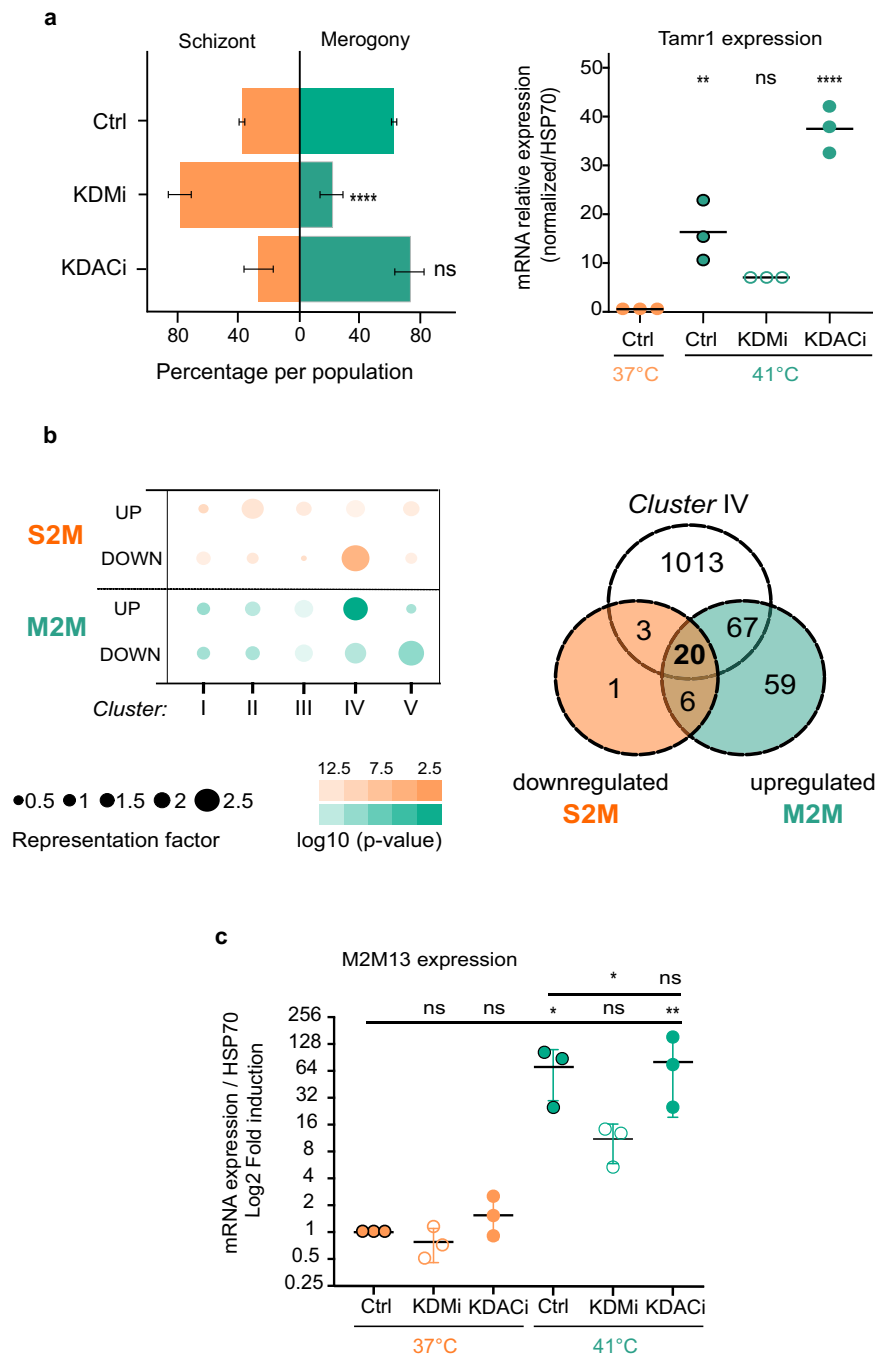 a
Schizont Merogony
Ctrl
KDMi
KDACi
****
ns
80 40 0 40 80
Percentage per population
Tamr1 expression
** ns ****
mRNA relative expression
(normalized/HSP70)
50
40
30
20
10
0
Ctrl Ctrl KDMi KDACi
37°C 41°C
b
S2M
UP
DOWN
M2M
UP
DOWN
Cluster: I II III IV V
0.5 1 1.5 2 2.5
Representation factor
12.5 7.5 2.5
log10 (p-value)
Cluster IV
1013
3 67
20
1 6 59
downregulated
S2M
upregulated
M2M
c
M2M13 expression
* ns
ns ns * ns **
mRNA expression / HSP70
Log2 Fold induction
256
128
64
32
16
8
4
2
1
0.5
0.25
Ctrl KDMi KDACi Ctrl KDMi KDACi
37°C 41°C